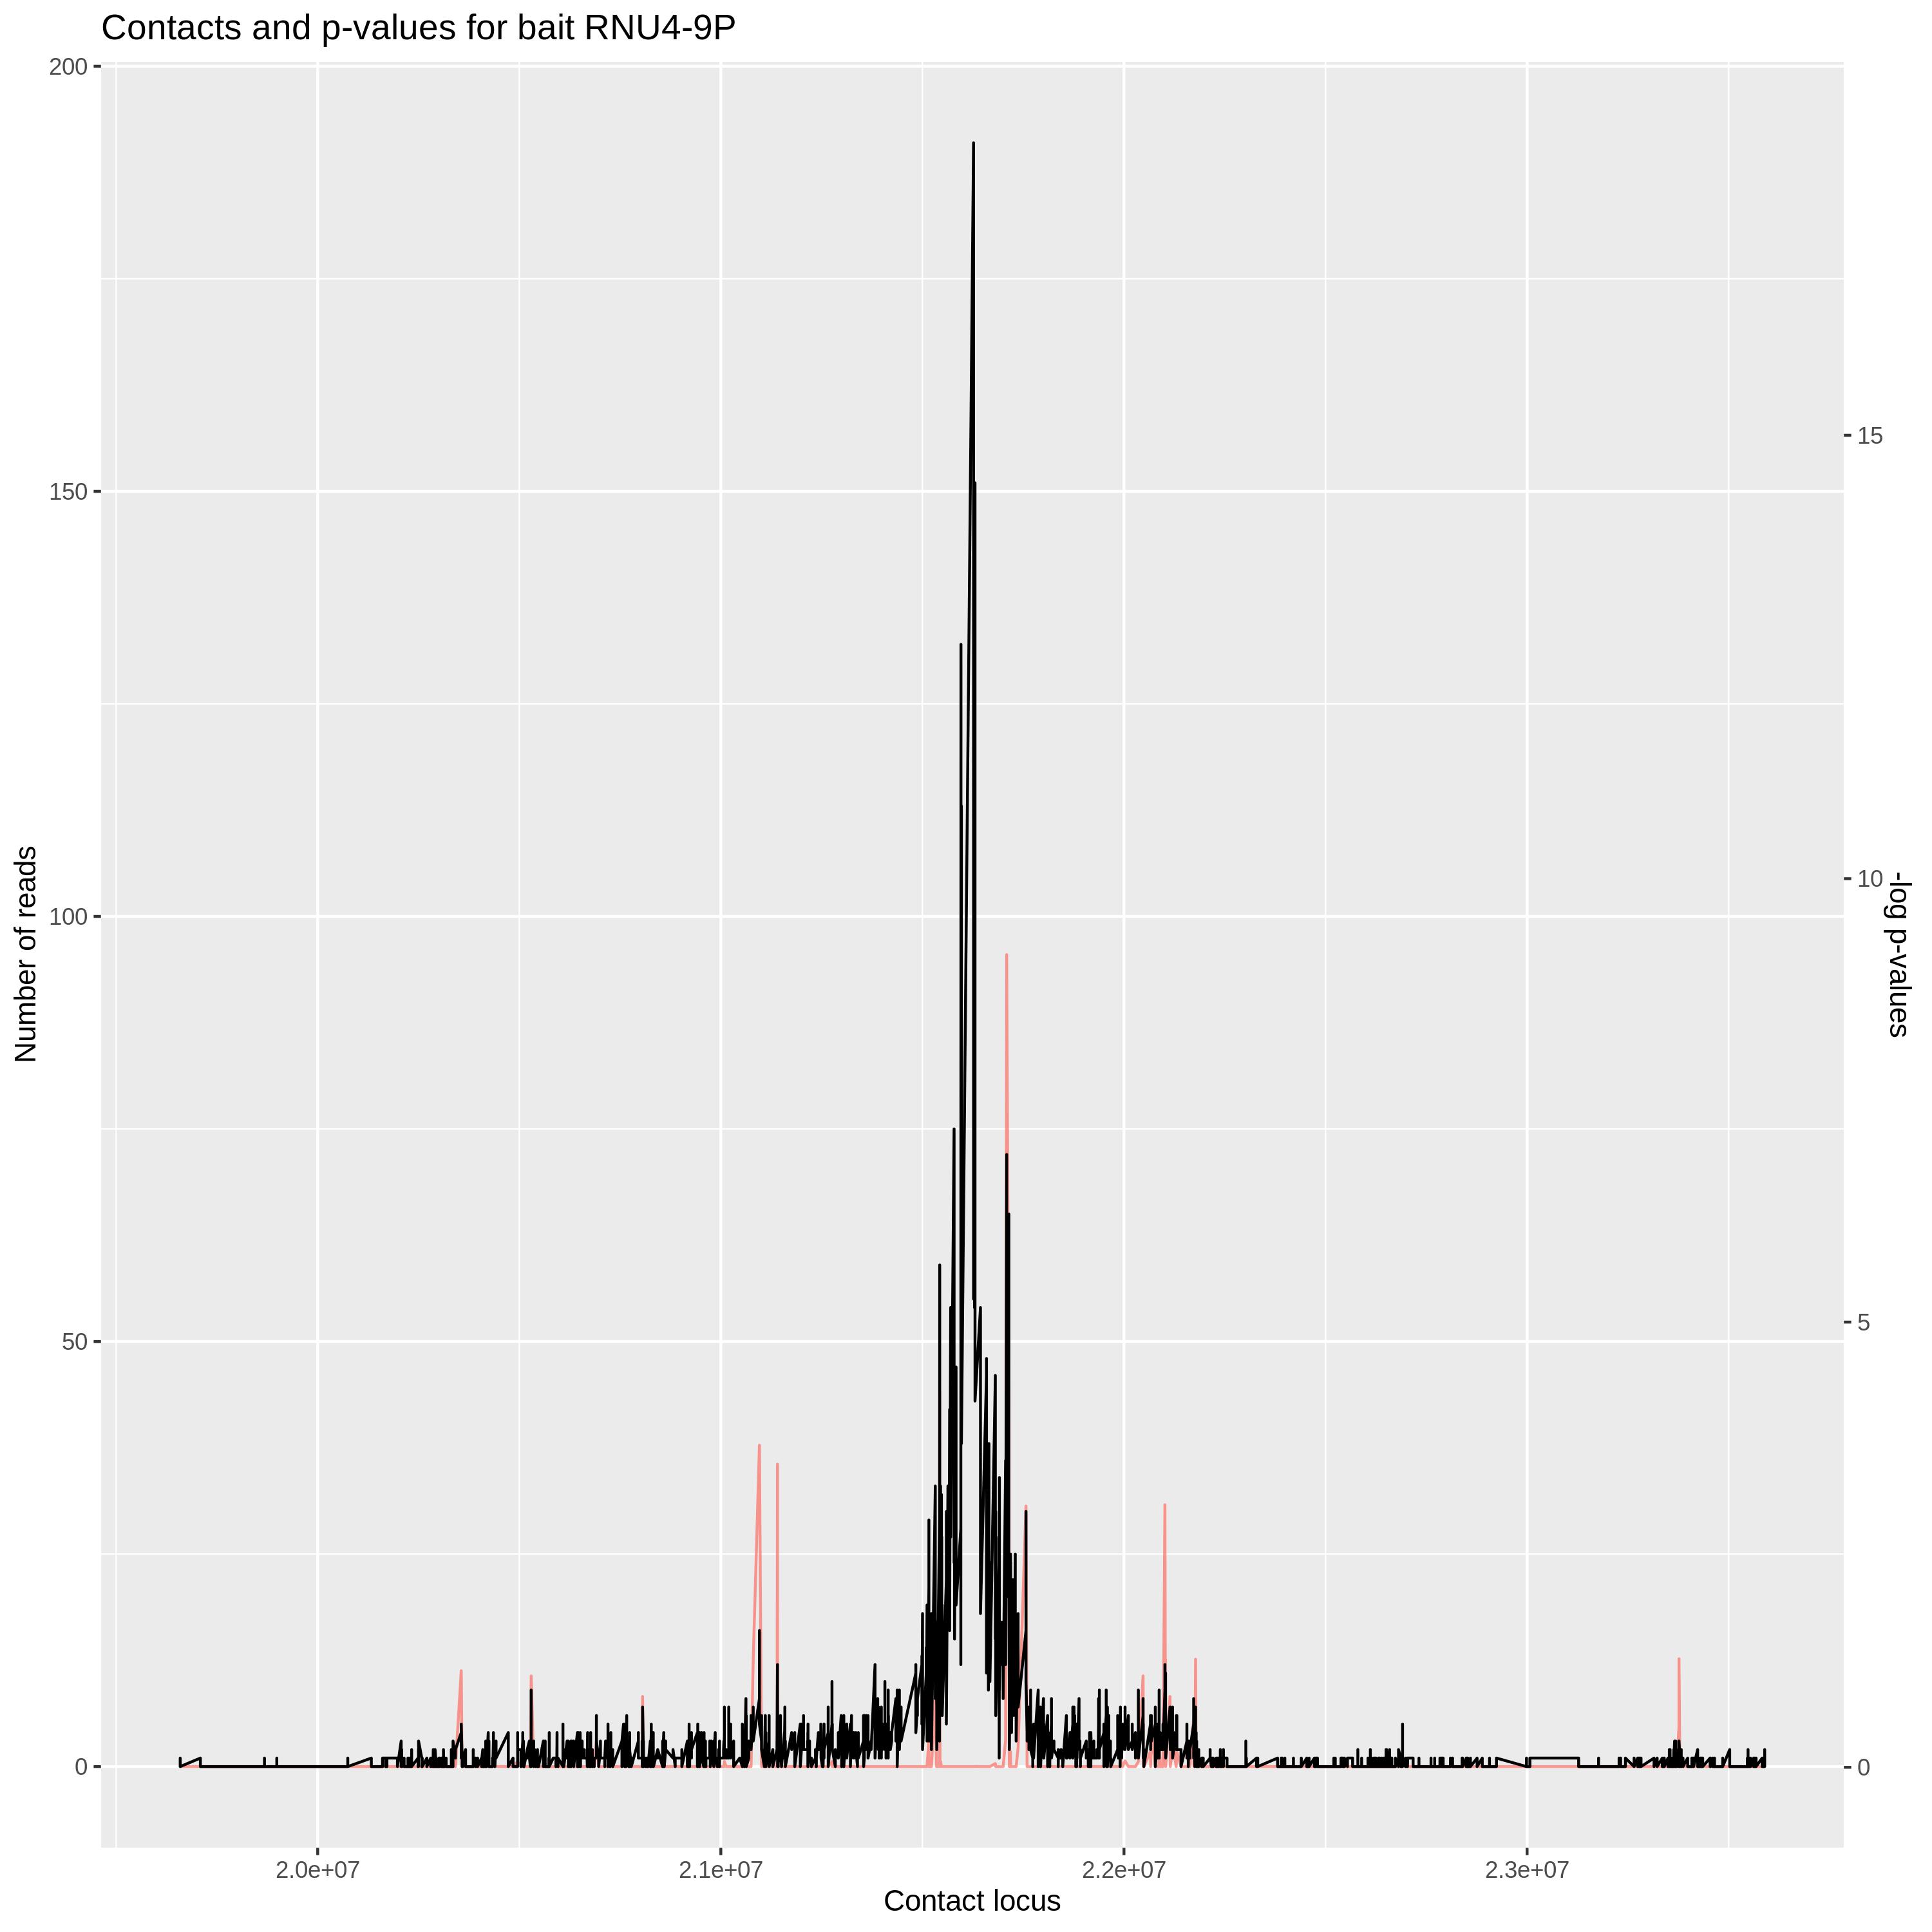 Contacts and p-values for bait RNU4-9P
200
150
100
50
0
Number of reads
15
10
5
0
-log p-values
2.0e+07 2.1e+07 2.2e+07 2.3e+07
Contact locus